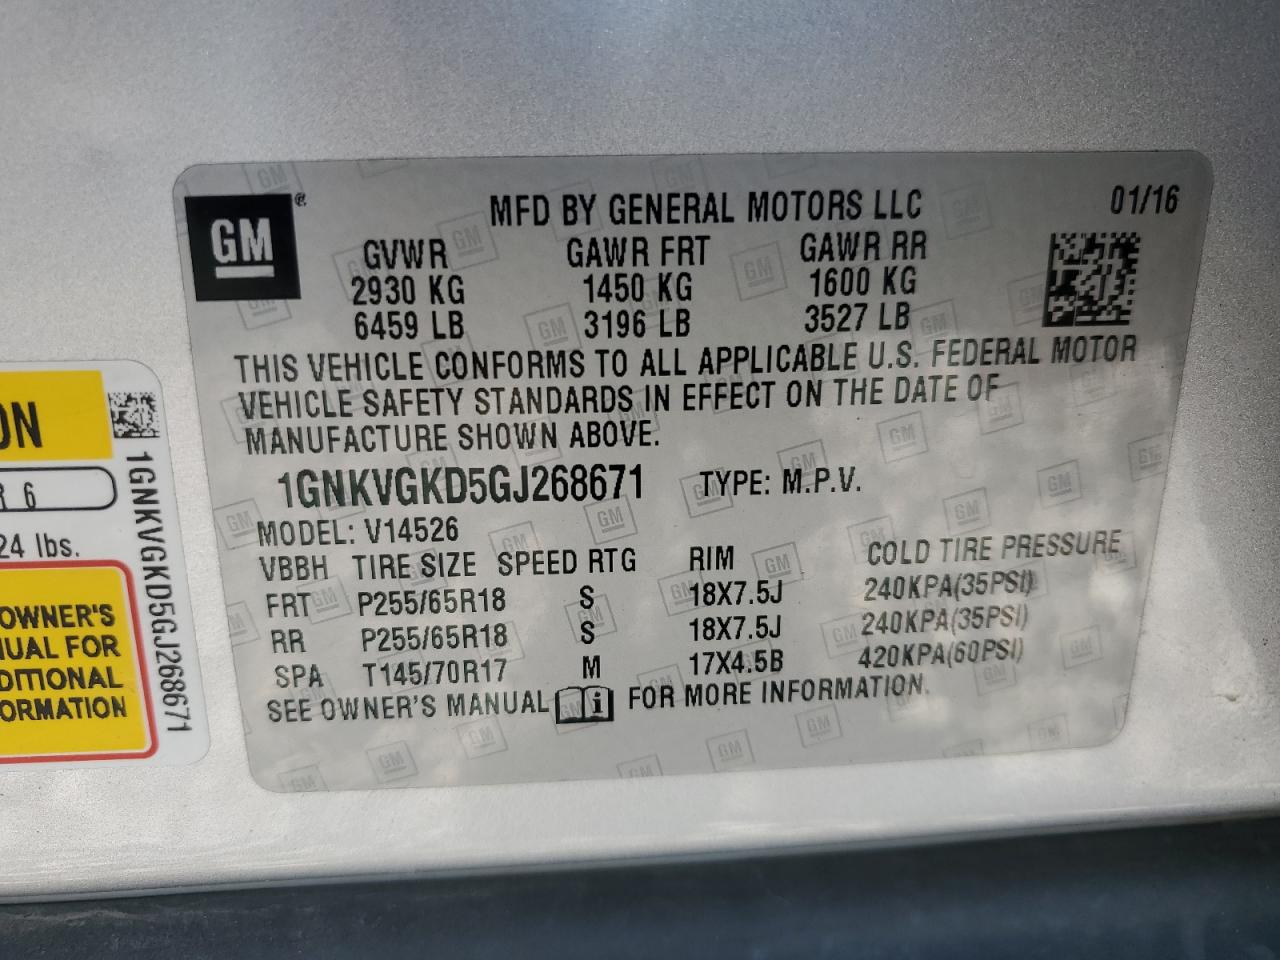 GM®
MFD BY GENERAL MOTORS LLC 01/16
GVWR GAWR FRT GAWR RR
2930 KG 1450 KG 1600 KG
6459 LB 3196 LB 3527 LB
THIS VEHICLE CONFORMS TO ALL APPLICABLE U.S. FEDERAL MOTOR
VEHICLE SAFETY STANDARDS IN EFFECT ON THE DATE OF
MANUFACTURE SHOWN ABOVE.
1GNKVGKD5GJ268671 TYPE: M.P.V.
MODEL: V14526
VBBH TIRE SIZE SPEED RTG RIM COLD TIRE PRESSURE
FRT P255/65R18 S 18X7.5J 240KPA(35PSI)
RR P255/65R18 S 18X7.5J 240KPA(35PSI)
SPA T145/70R17 M 17X4.5B 420KPA(60PSI)
SEE OWNER'S MANUAL i FOR MORE INFORMATION.
ON
R 6
24 lbs.
OWNER'S
UAL FOR
DITIONAL
ORMATION
1GNKVGKD5GJ268671